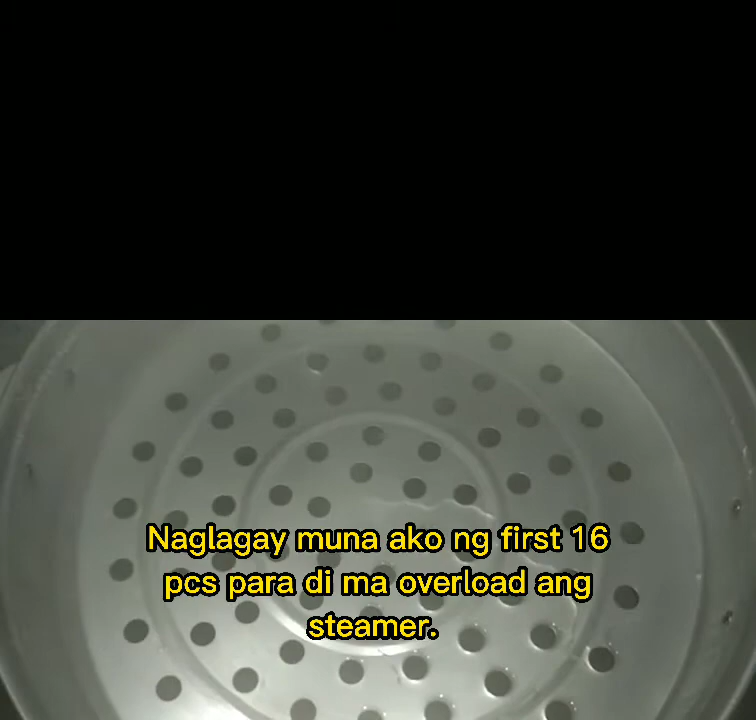 Naglagay muna ako ng first 16
pcs para di ma overload ang
steamer.